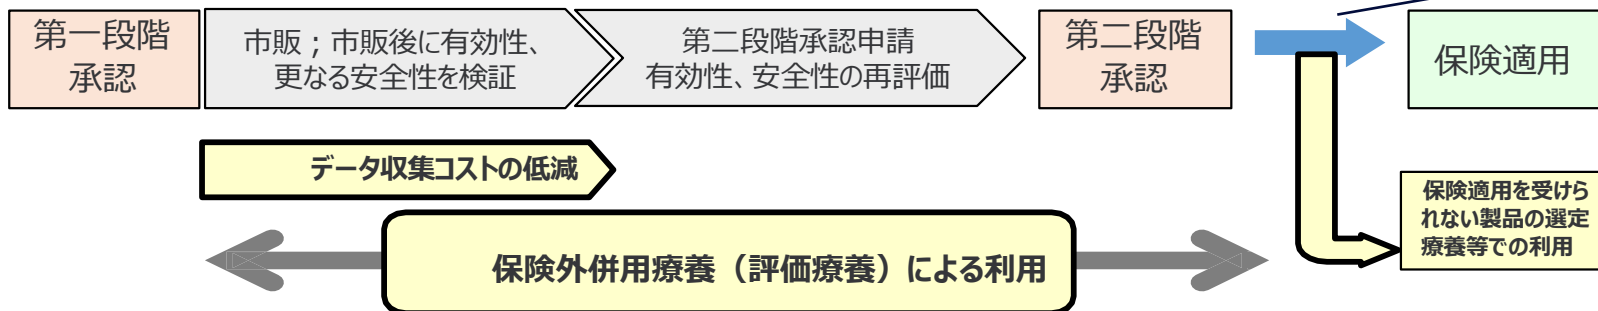 第一段階
承認
市販；市販後に有効性、
更なる安全性を検証
第二段階承認申請
有効性、安全性の再評価
第二段階
承認
保険適用
データ収集コストの低減
保険外併用療養（評価療養）による利用
保険適用を受けら
れない製品の選定
療養等での利用